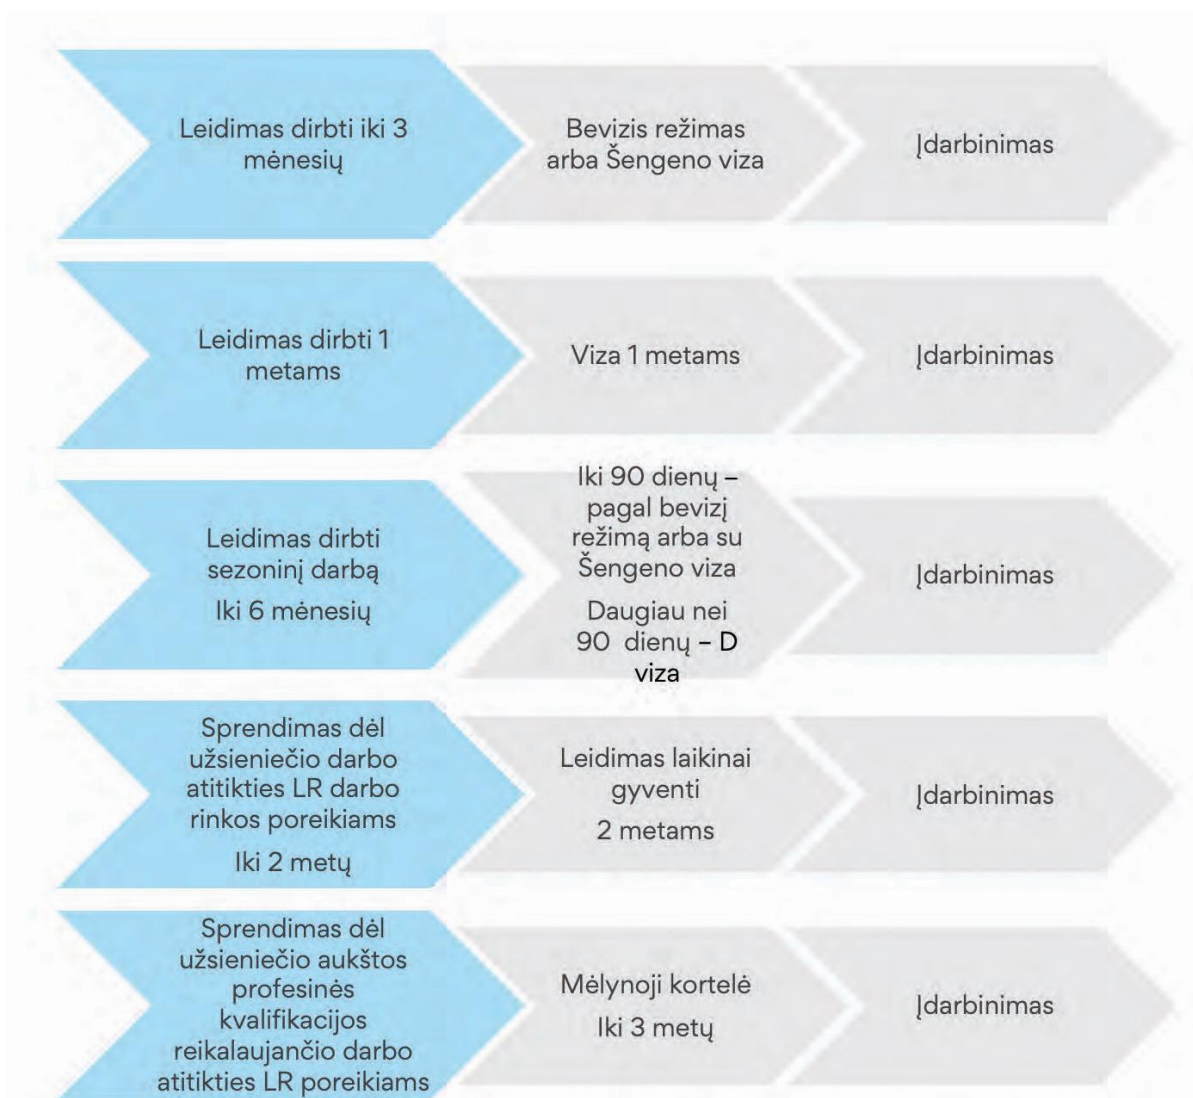 Leidimas dirbti iki 3
mėnesių
Bevizis režimas
arba Šengeno viza
Įdarbinimas
Leidimas dirbti 1
metams
Viza 1 metams
Įdarbinimas
Leidimas dirbti
sezoninį darbą
Iki 6 mėnesių
Iki 90 dienų –
pagal bevizį
režimą arba su
Šengeno viza
Daugiau nei
90 dienų – D
viza
Įdarbinimas
Sprendimas dėl
užsieniečio darbo
atitikties LR darbo
rinkos poreikiams
Iki 2 metų
Leidimas laikinai
gyventi
2 metams
Įdarbinimas
Sprendimas dėl
užsieniečio aukštos
profesinės
kvalifikacijos
reikalaujančio darbo
atitikties LR poreikiams
Mėlynoji kortelė
Iki 3 metų
Įdarbinimas